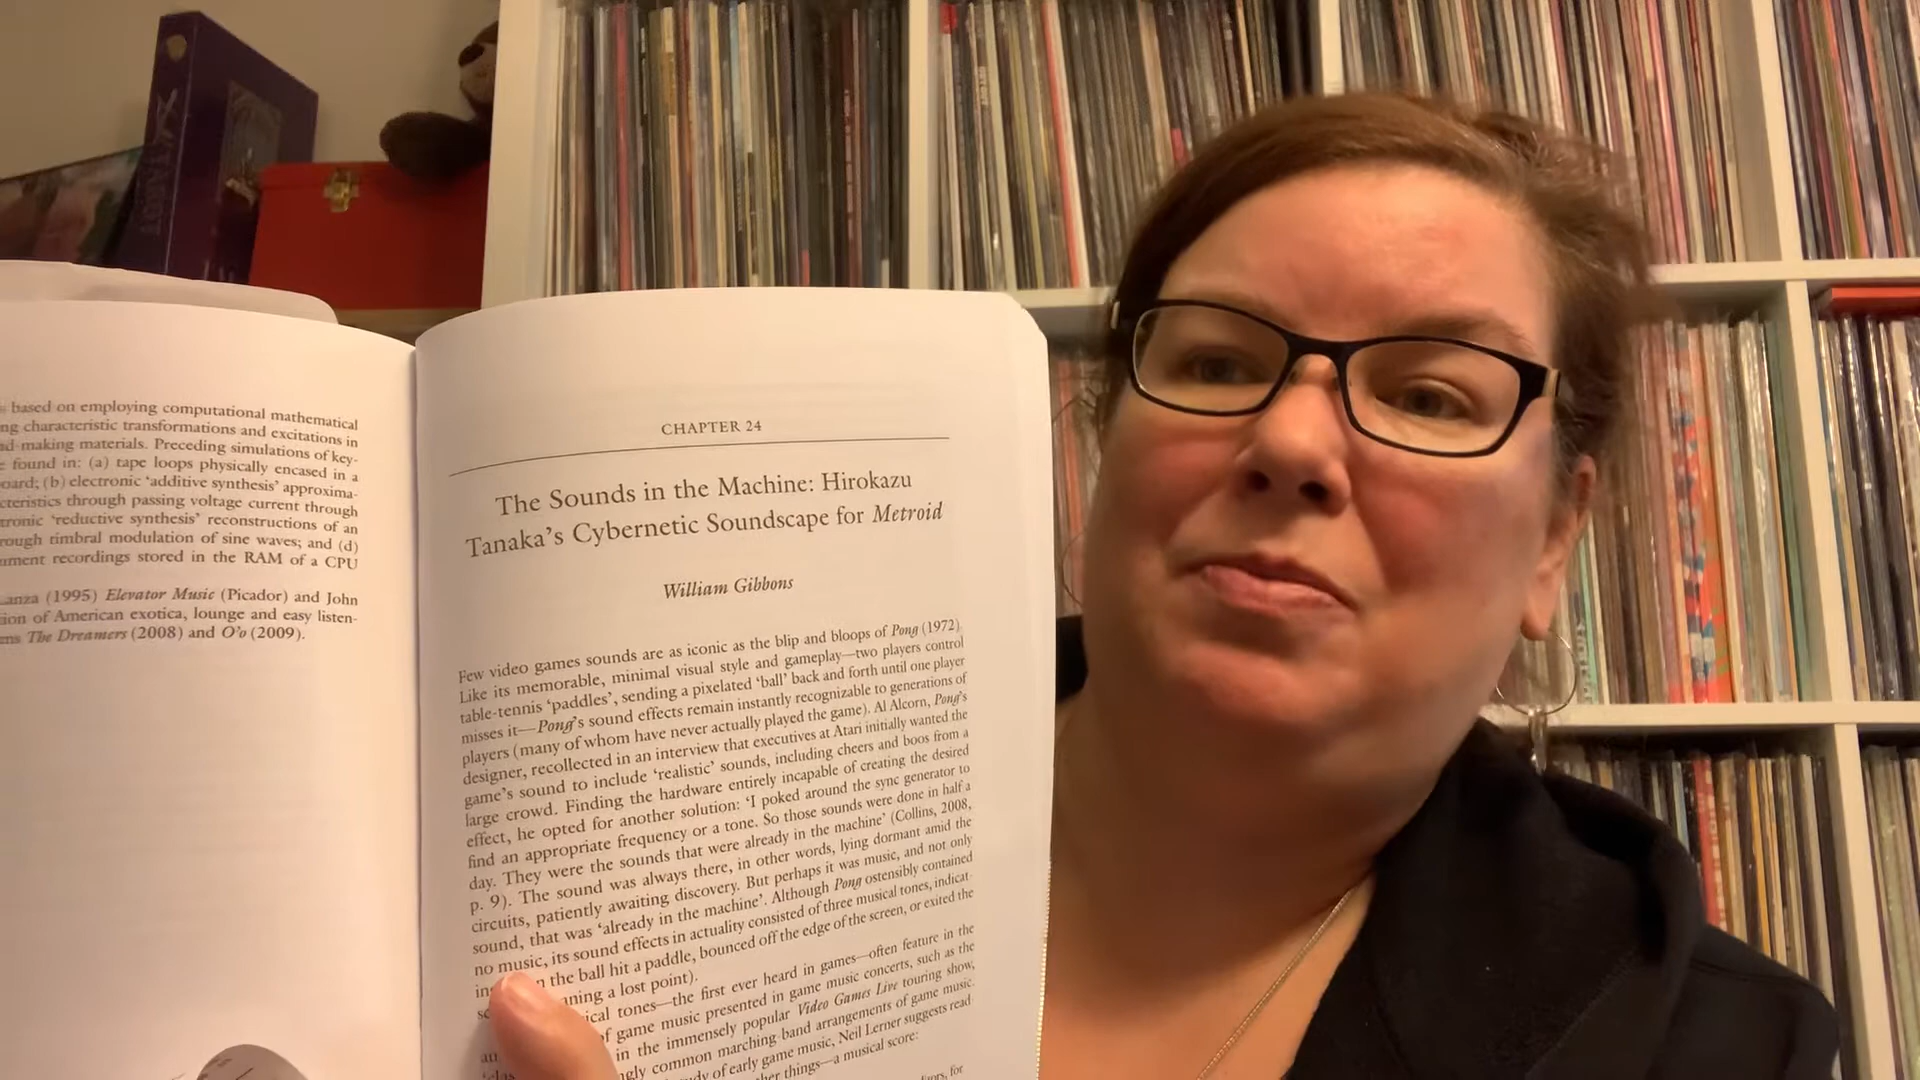 TAROT
based on employing computational mathematical
ng characteristic transformations and excitations in
d-making materials. Preceding simulations of key-
found in: (a) tape loops physically encased in a
oard; (b) electronic 'additive synthesis' approxima-
cteristics through passing voltage current through
tronic 'reductive synthesis' reconstructions of an
rough timbral modulation of sine waves; and (d)
ument recordings stored in the RAM of a CPU
Lanza (1995) Elevator Music (Picador) and John
ion of American exotica, lounge and easy listen-
ns The Dreamers (2008) and O'o (2009).
CHAPTER 24
The Sounds in the Machine: Hirokazu
Tanaka's Cybernetic Soundscape for Metroid
William Gibbons
Few video games sounds are as iconic as the blip and bloops of Pong (1972)
Like its memorable, minimal visual style and gameplay—two players control
table-tennis 'paddles', sending a pixelated 'ball' back and forth until one player
misses it—Pong's sound effects remain instantly recognizable to generations of
players (many of whom have never actually played the game). Al Alcorn, Pong's
designer, recollected in an interview that executives at Atari initially wanted the
game's sound to include 'realistic' sounds, including cheers and boos from a
large crowd. Finding the hardware entirely incapable of creating the desired
effect, he opted for another solution: 'I poked around the sync generator to
find an appropriate frequency or a tone. So those sounds were done in half a
day. They were the sounds that were already in the machine' (Collins, 2008,
p. 9). The sound was always there, in other words, lying dormant amid the
circuits, patiently awaiting discovery. But perhaps it was music, and not only
sound, that was 'already in the machine'. Although Pong ostensibly contained
no music, its sound effects in actuality consisted of three musical tones, indicat-
in the ball hit a paddle, bounced off the edge of the screen, or exited the
sc aning a lost point).
ical tones—the first ever heard in games—often feature in the
an of game music presented in game music concerts, such as the
'clas in the immensely popular Video Games Live touring show,
ngly common marching-band arrangements of game music.
udy of early game music, Neil Lerner suggests read-
her things—a musical score:
for